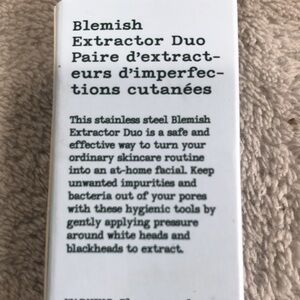 Blemish
Extractor Duo
Paire d'extract-
eurs d'imperfec-
tions cutanées
This stainless steel Blemish
Extractor Duo is a safe and
effective way to turn your
ordinary skincare routine
into an at-home facial. Keep
unwanted impurities and
bacteria out of your pores
with these hygienic tools by
gently applying pressure
around white heads and
blackheads to extract.